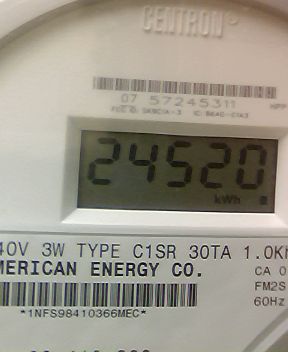 CENTRON
07 57245311
24520
kWh
40V 3W TYPE C1SR 30TA 1.0K
MERICAN ENERGY CO.
CA 0
FM2S
60Hz
*1NFS98410366MEC*